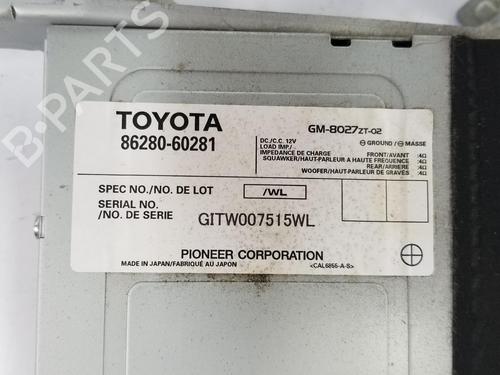 B-PARTS
TOYOTA
86280-60281
GM-8027ZT-02
DC./C.C. 12V ⊖ GROUND/⊖ MASSE
LOAD IMP./
IMPEDANCE DE CHARGE FRONT/AVANT :4Ω
SQUAWKER/HAUT-PARLEUR A HAUTE FREQUENCE :4Ω
REAR/ARRIERE :4Ω
WOOFER/HAUT-PARLEUR DE GRAVES :4Ω
SPEC NO./NO. DE LOT /WL
SERIAL NO.
/NO. DE SERIE GITW007515WL
PIONEER CORPORATION
MADE IN JAPAN/FABRIQUÉ AU JAPON <CAL6855-A-S>